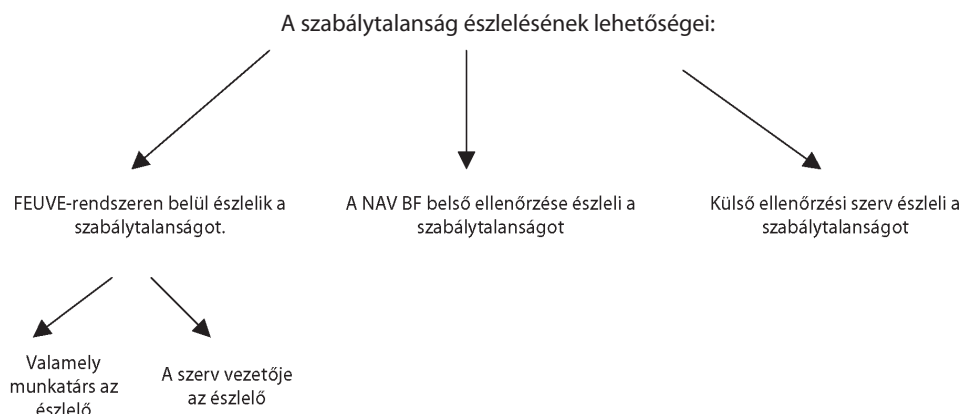 A szabálytalanság észlelésének lehetőségei:
FEUVE-rendszeren belül észlelik a
szabálytalanságot.
A NAV BF belső ellenőrzése észleli a
szabálytalanságot
Külső ellenőrzési szerv észleli a
szabálytalanságot
Valamely
munkatárs az
észlelő
A szerv vezetője
az észlelő